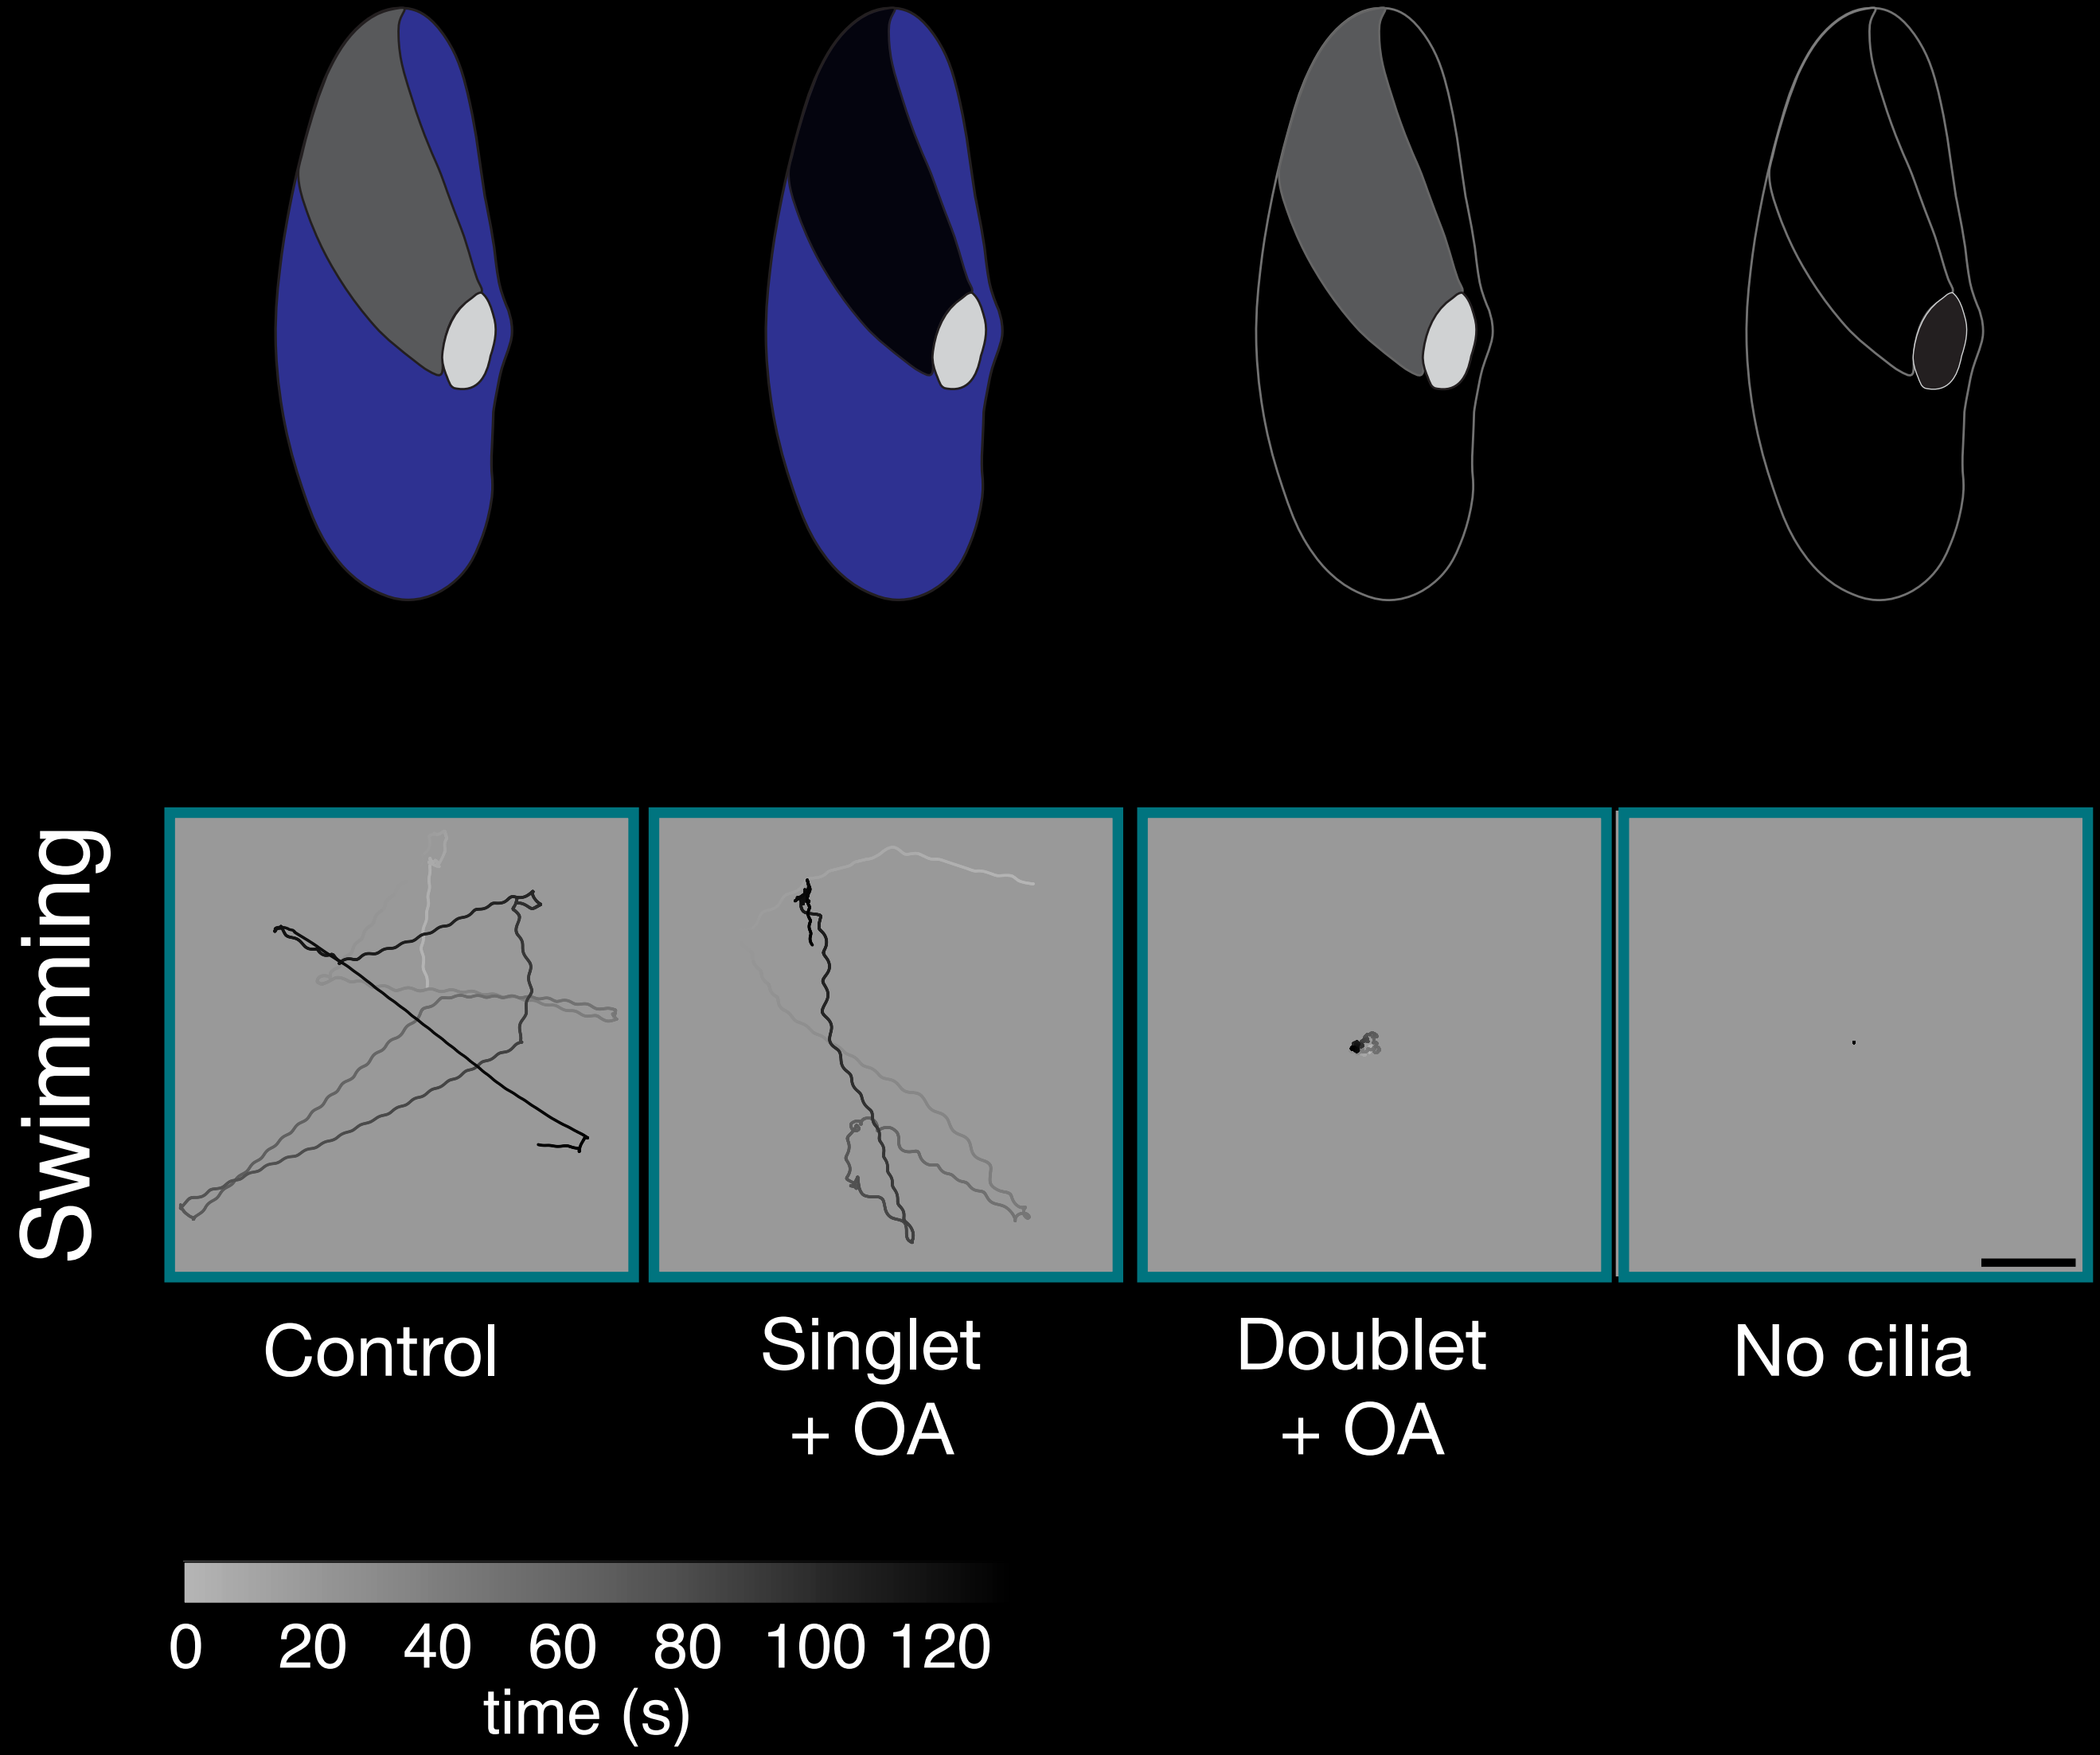 Swimming
Control
Singlet
+ OA
Doublet
+ OA
No cilia
0 20 40 60 80 100 120
time (s)